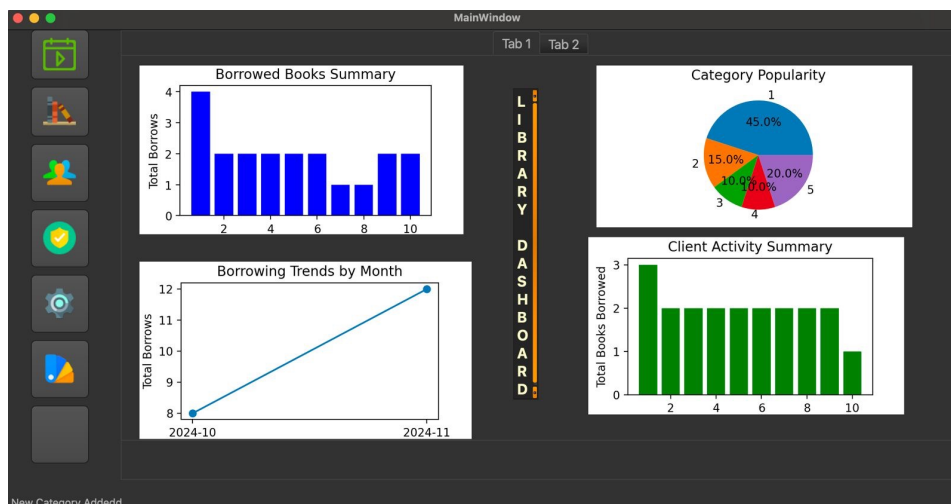 MainWindow
Tab 1 Tab 2
Borrowed Books Summary
Total Borrows
4
3
2
1
0
2 4 6 8 10
Borrowing Trends by Month
Total Borrows
12
11
10
9
8
2024-10 2024-11
LIBRARY DASHBOARD
Category Popularity
1
45.0%
2
15.0%
3
10.0%
4
10.0%
5
20.0%
Client Activity Summary
Total Books Borrowed
3
2
1
0
2 4 6 8 10
New Category Addedd